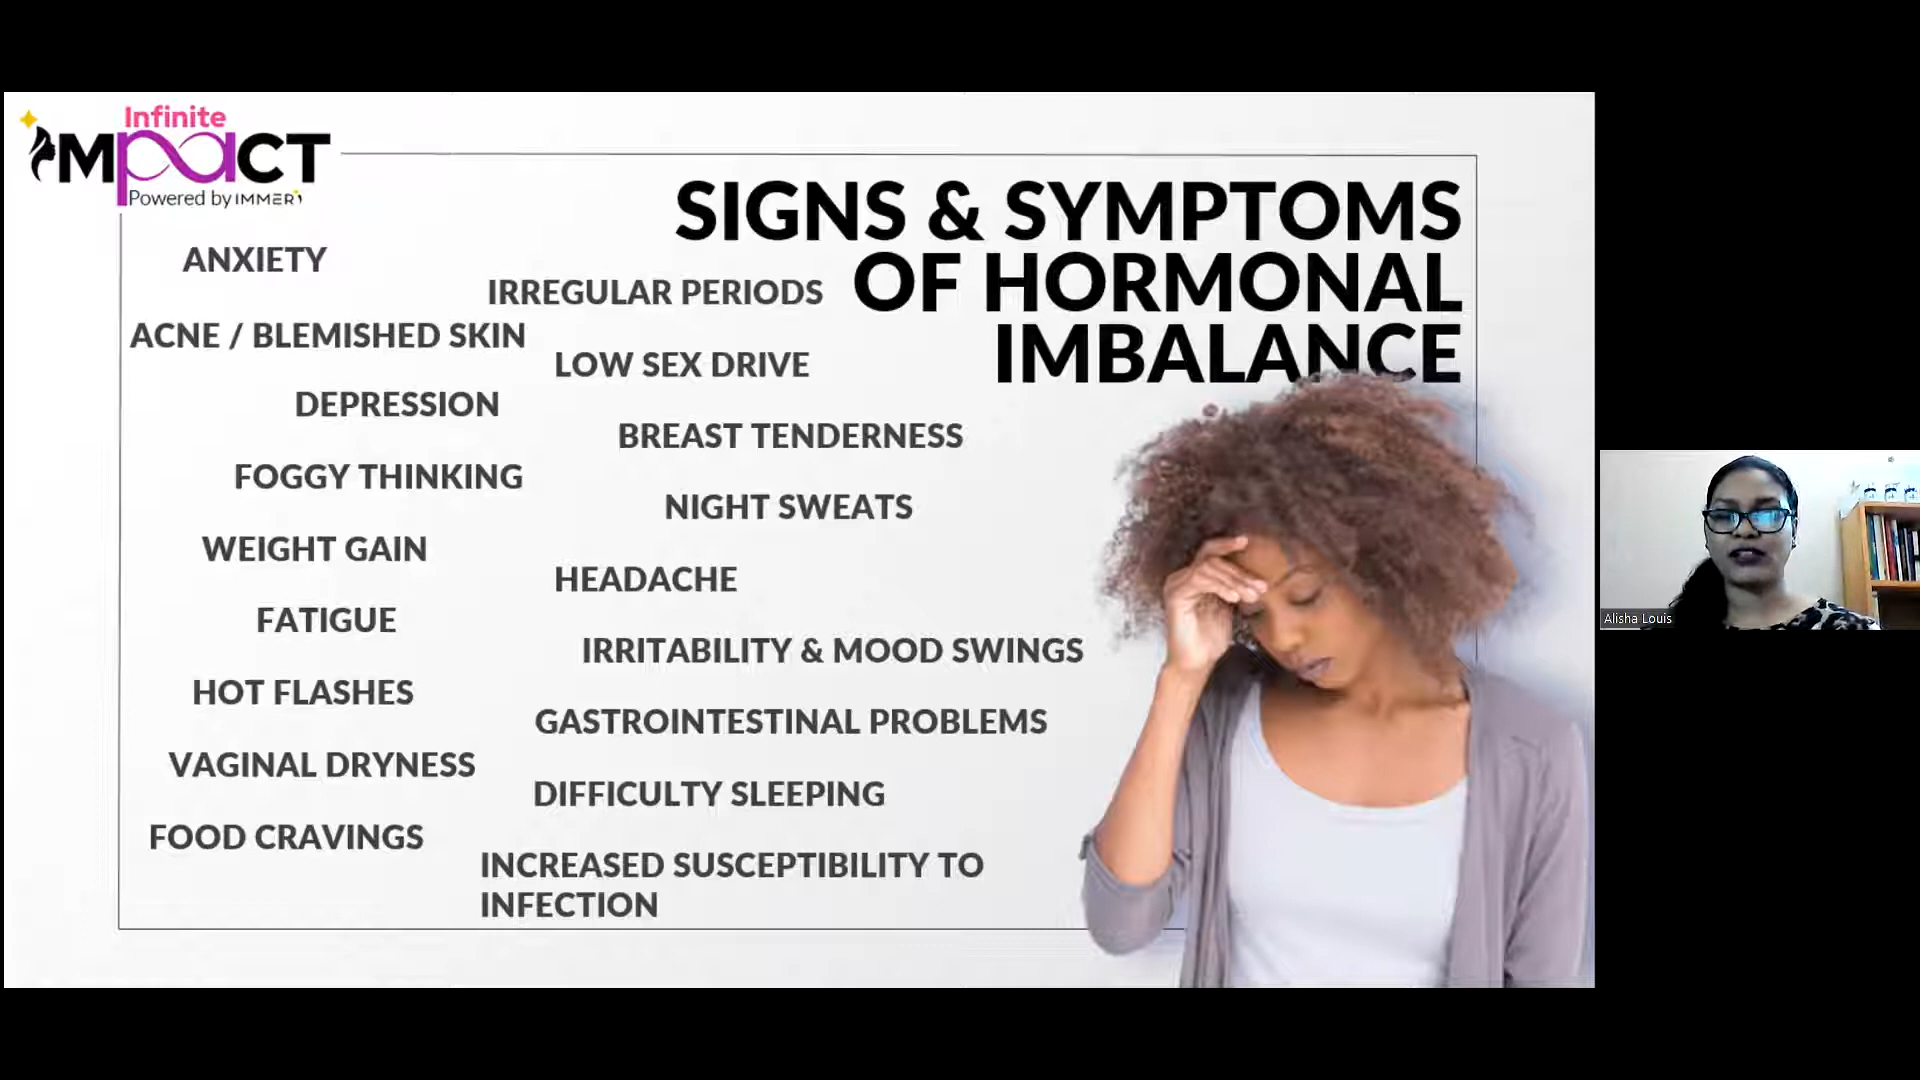 Infinite
iMPACT
Powered by IMMERi
SIGNS & SYMPTOMS
OF HORMONAL
IMBALANCE
ANXIETY
ACNE / BLEMISHED SKIN
DEPRESSION
FOGGY THINKING
WEIGHT GAIN
FATIGUE
HOT FLASHES
VAGINAL DRYNESS
FOOD CRAVINGS
IRREGULAR PERIODS
LOW SEX DRIVE
BREAST TENDERNESS
NIGHT SWEATS
HEADACHE
IRRITABILITY & MOOD SWINGS
GASTROINTESTINAL PROBLEMS
DIFFICULTY SLEEPING
INCREASED SUSCEPTIBILITY TO
INFECTION
Alisha Louis